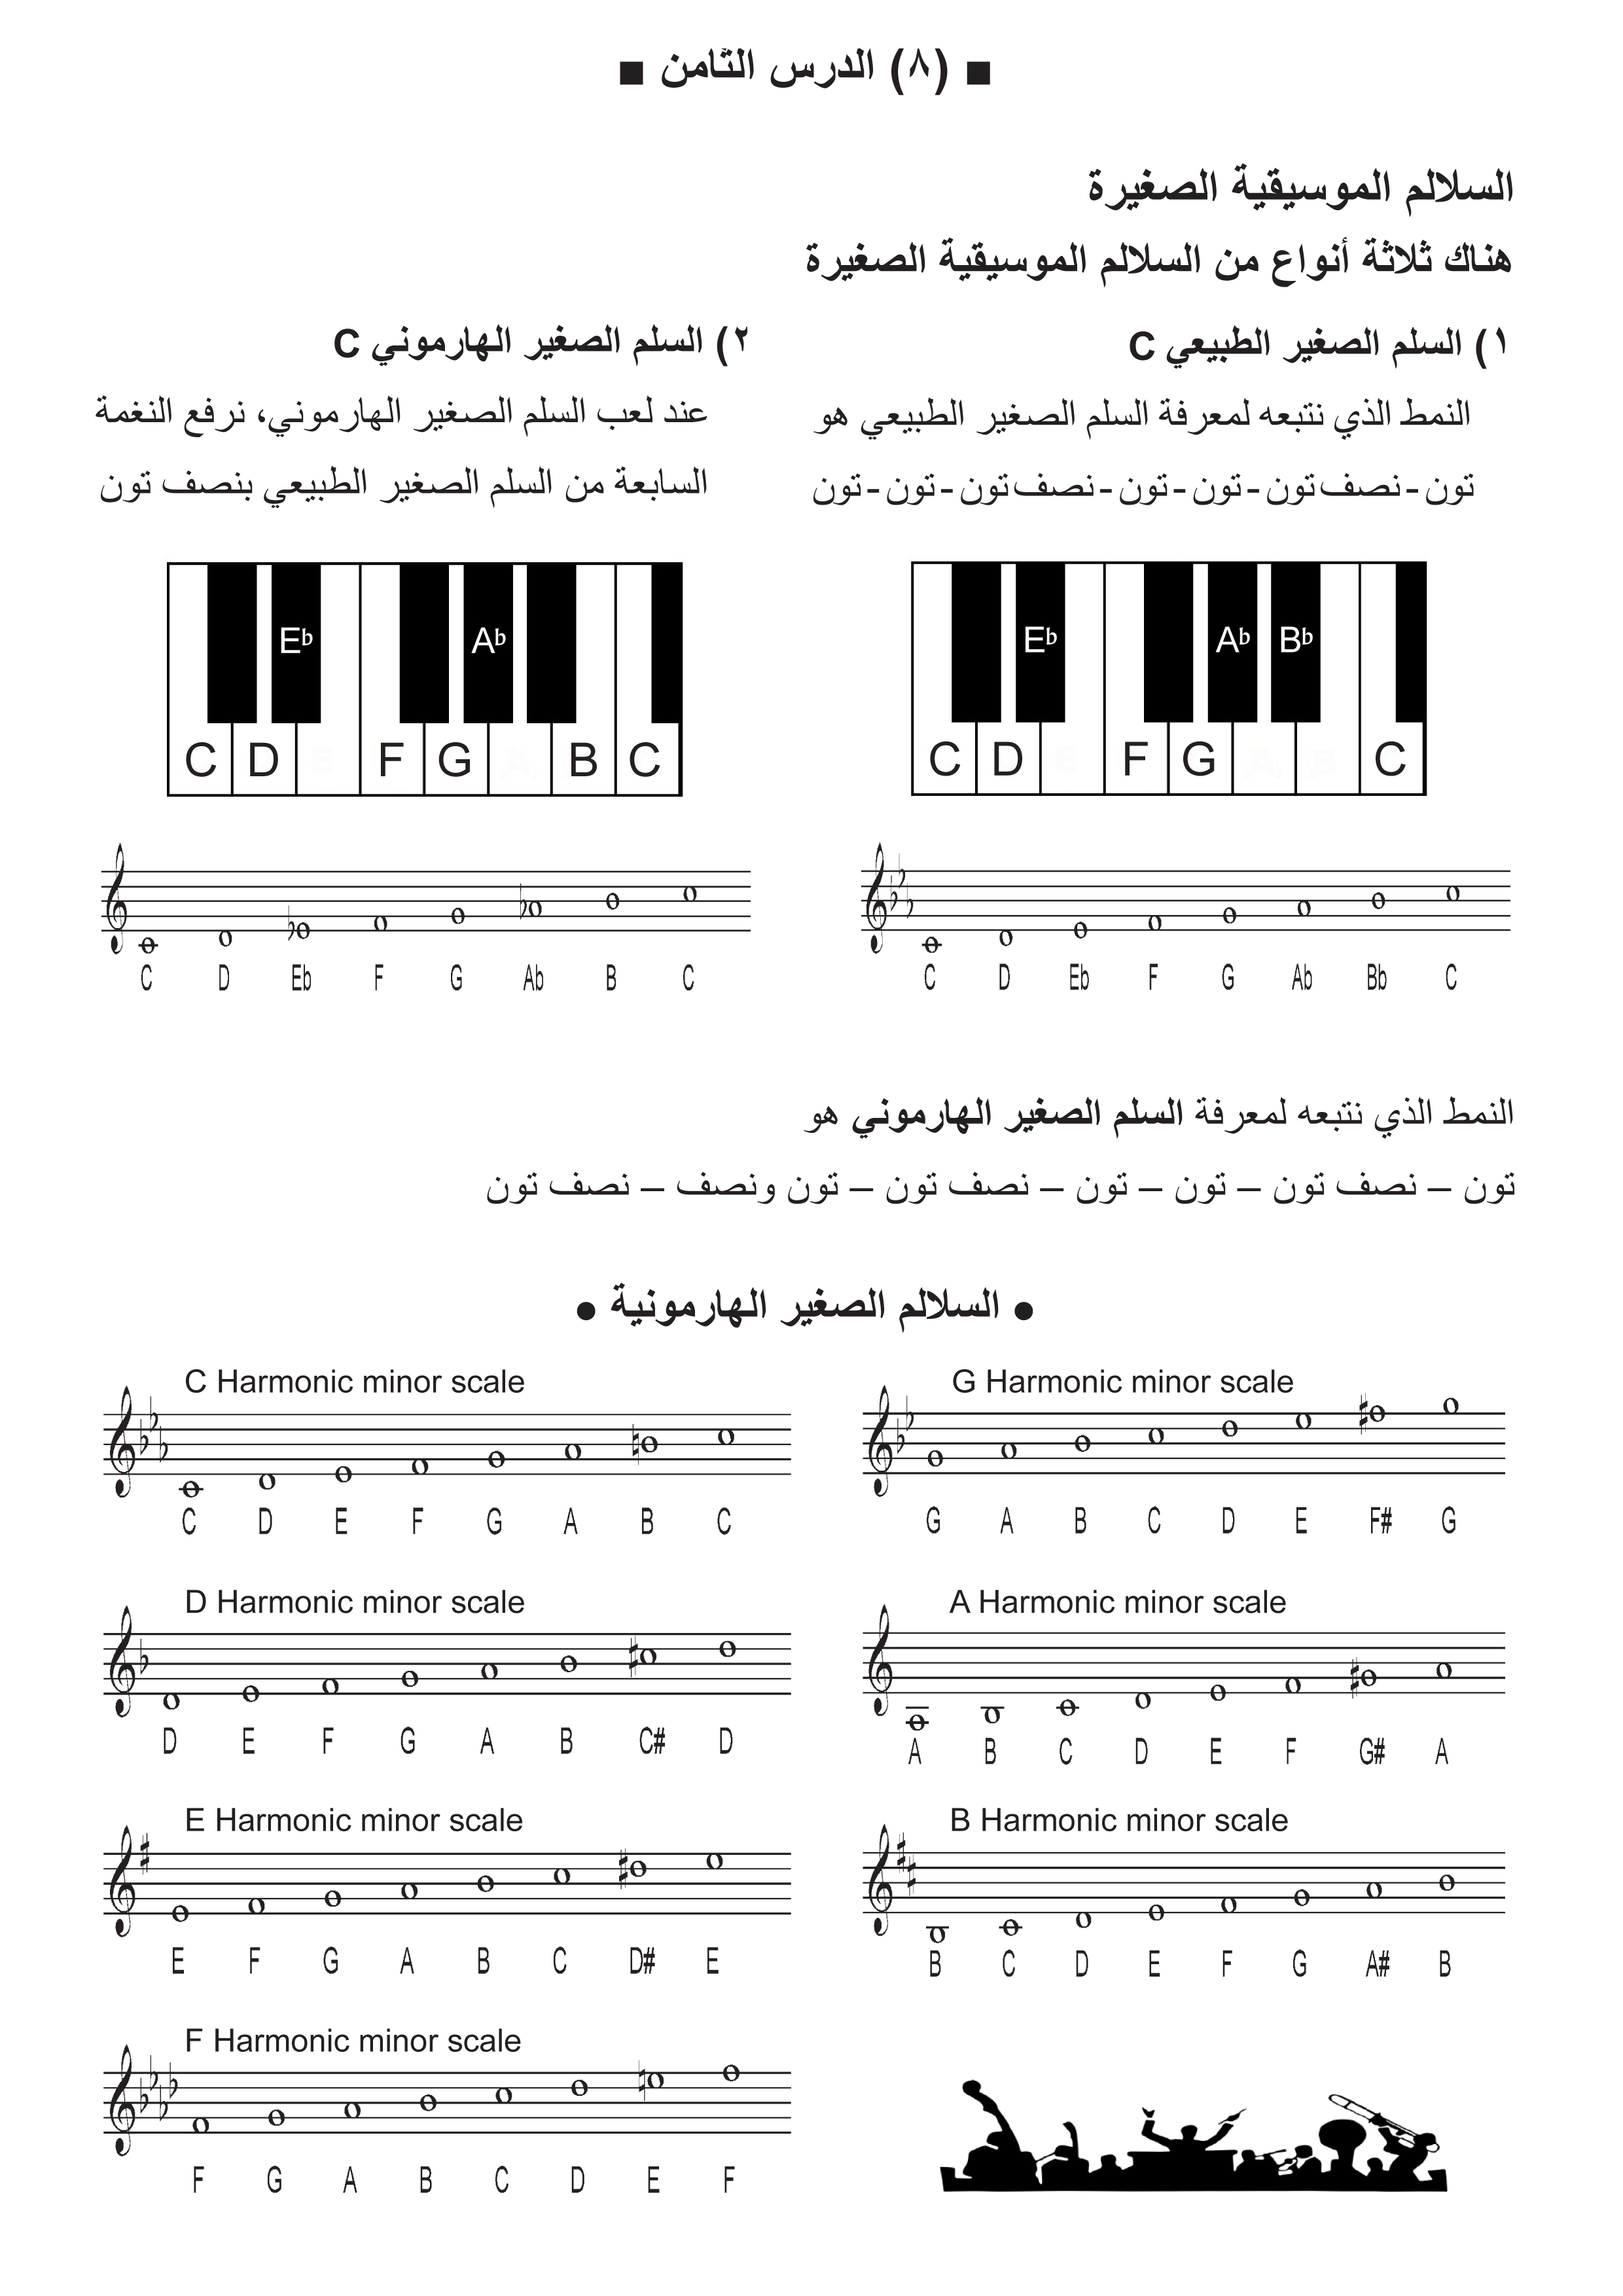 ■ (٨) الدرس الثامن ■
السلالم الموسيقية الصغيرة
هناك ثلاثة أنواع من السلالم الموسيقية الصغيرة
١) السلم الصغير الطبيعي C
النمط الذي نتبعه لمعرفة السلم الصغير الطبيعي هو
تون - نصف تون - تون - تون - نصف تون - تون - تون
Eb Ab Bb
C D F G C
C D Eb F G Ab Bb C
٢) السلم الصغير الهارموني C
عند لعب السلم الصغير الهارموني، نرفع النغمة
السابعة من السلم الصغير الطبيعي بنصف تون
Eb Ab
C D F G B C
C D Eb F G Ab B C
النمط الذي نتبعه لمعرفة السلم الصغير الهارموني هو
تون – نصف تون – تون – تون – نصف تون – تون ونصف – نصف تون
● السلالم الصغير الهارمونية ●
C Harmonic minor scale
C D E F G A B C
G Harmonic minor scale
G A B C D E F# G
D Harmonic minor scale
D E F G A B C# D
A Harmonic minor scale
A B C D E F G# A
E Harmonic minor scale
E F G A B C D# E
B Harmonic minor scale
B C D E F G A# B
F Harmonic minor scale
F G A B C D E F